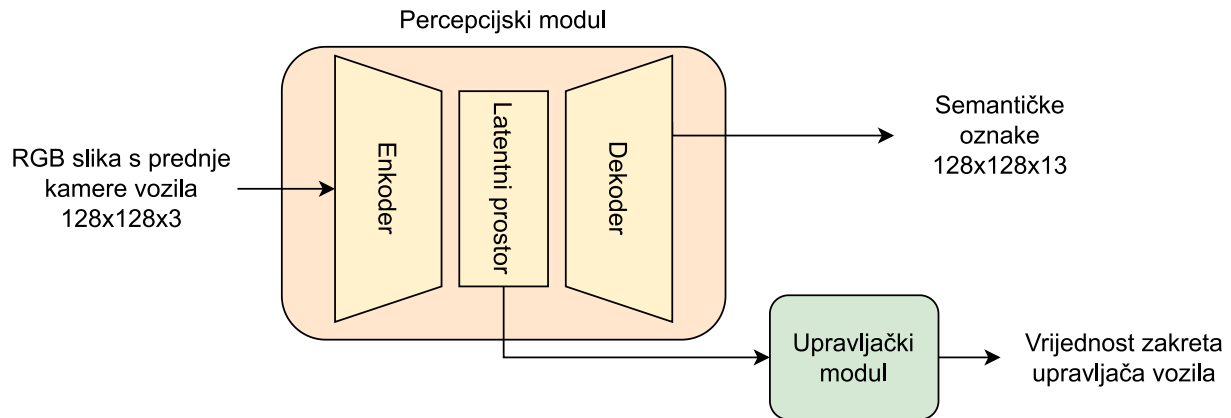 Percepcijski modul
RGB slika s prednje
kamere vozila
128x128x3
Enkoder
Latentni prostor
Dekoder
Semantičke
oznake
128x128x13
Upravljački
modul
Vrijednost zakreta
upravljača vozila